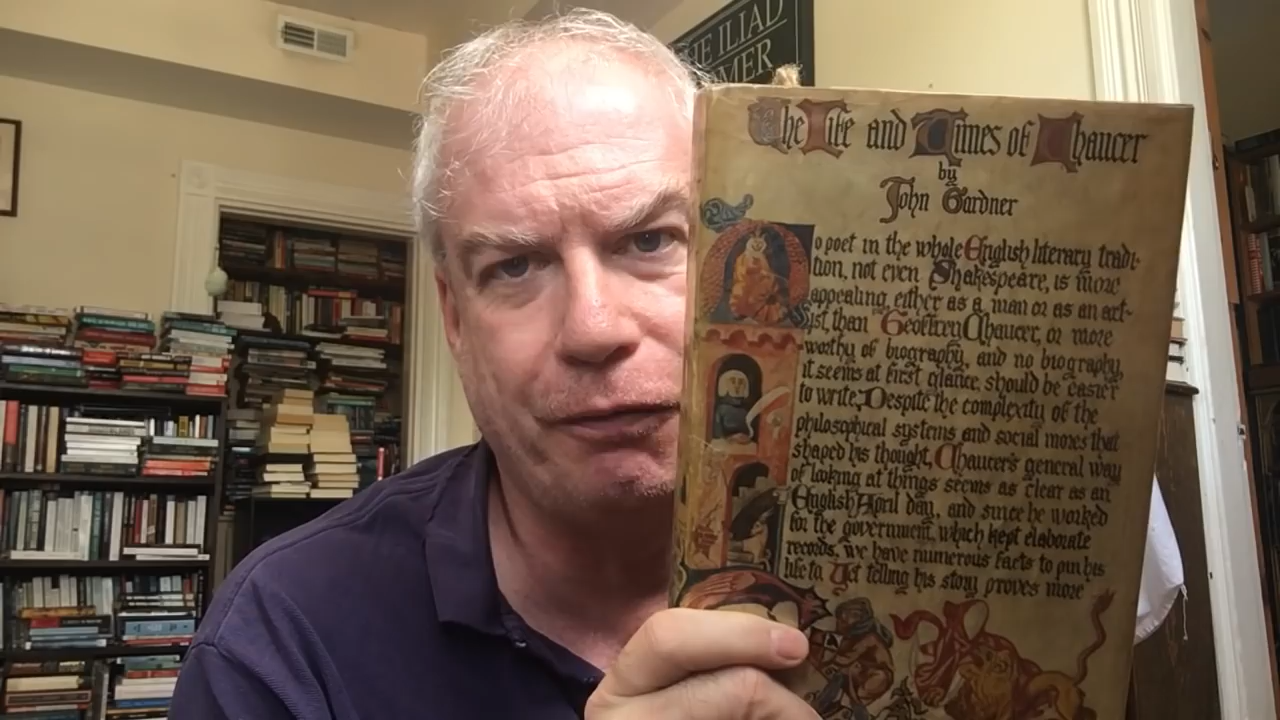 HE ILIAD
OMER
The Life and Times of Chaucer
by
John Gardner
No poet in the whole English literary tradi-
tion, not even Shakespeare, is more
appealing, either as a man or as an art-
ist, than Geoffrey Chaucer, or more
worthy of biography, and no biography,
it seems at first glance, should be easier
to write. Despite the complexity of the
philosophical systems and social mores that
shaped his thought, Chaucer's general way
of looking at things seems as clear as an
English April day, and since he worked
for the government, which kept elaborate
records, we have numerous facts to pin his
life to. Yet telling his story proves more